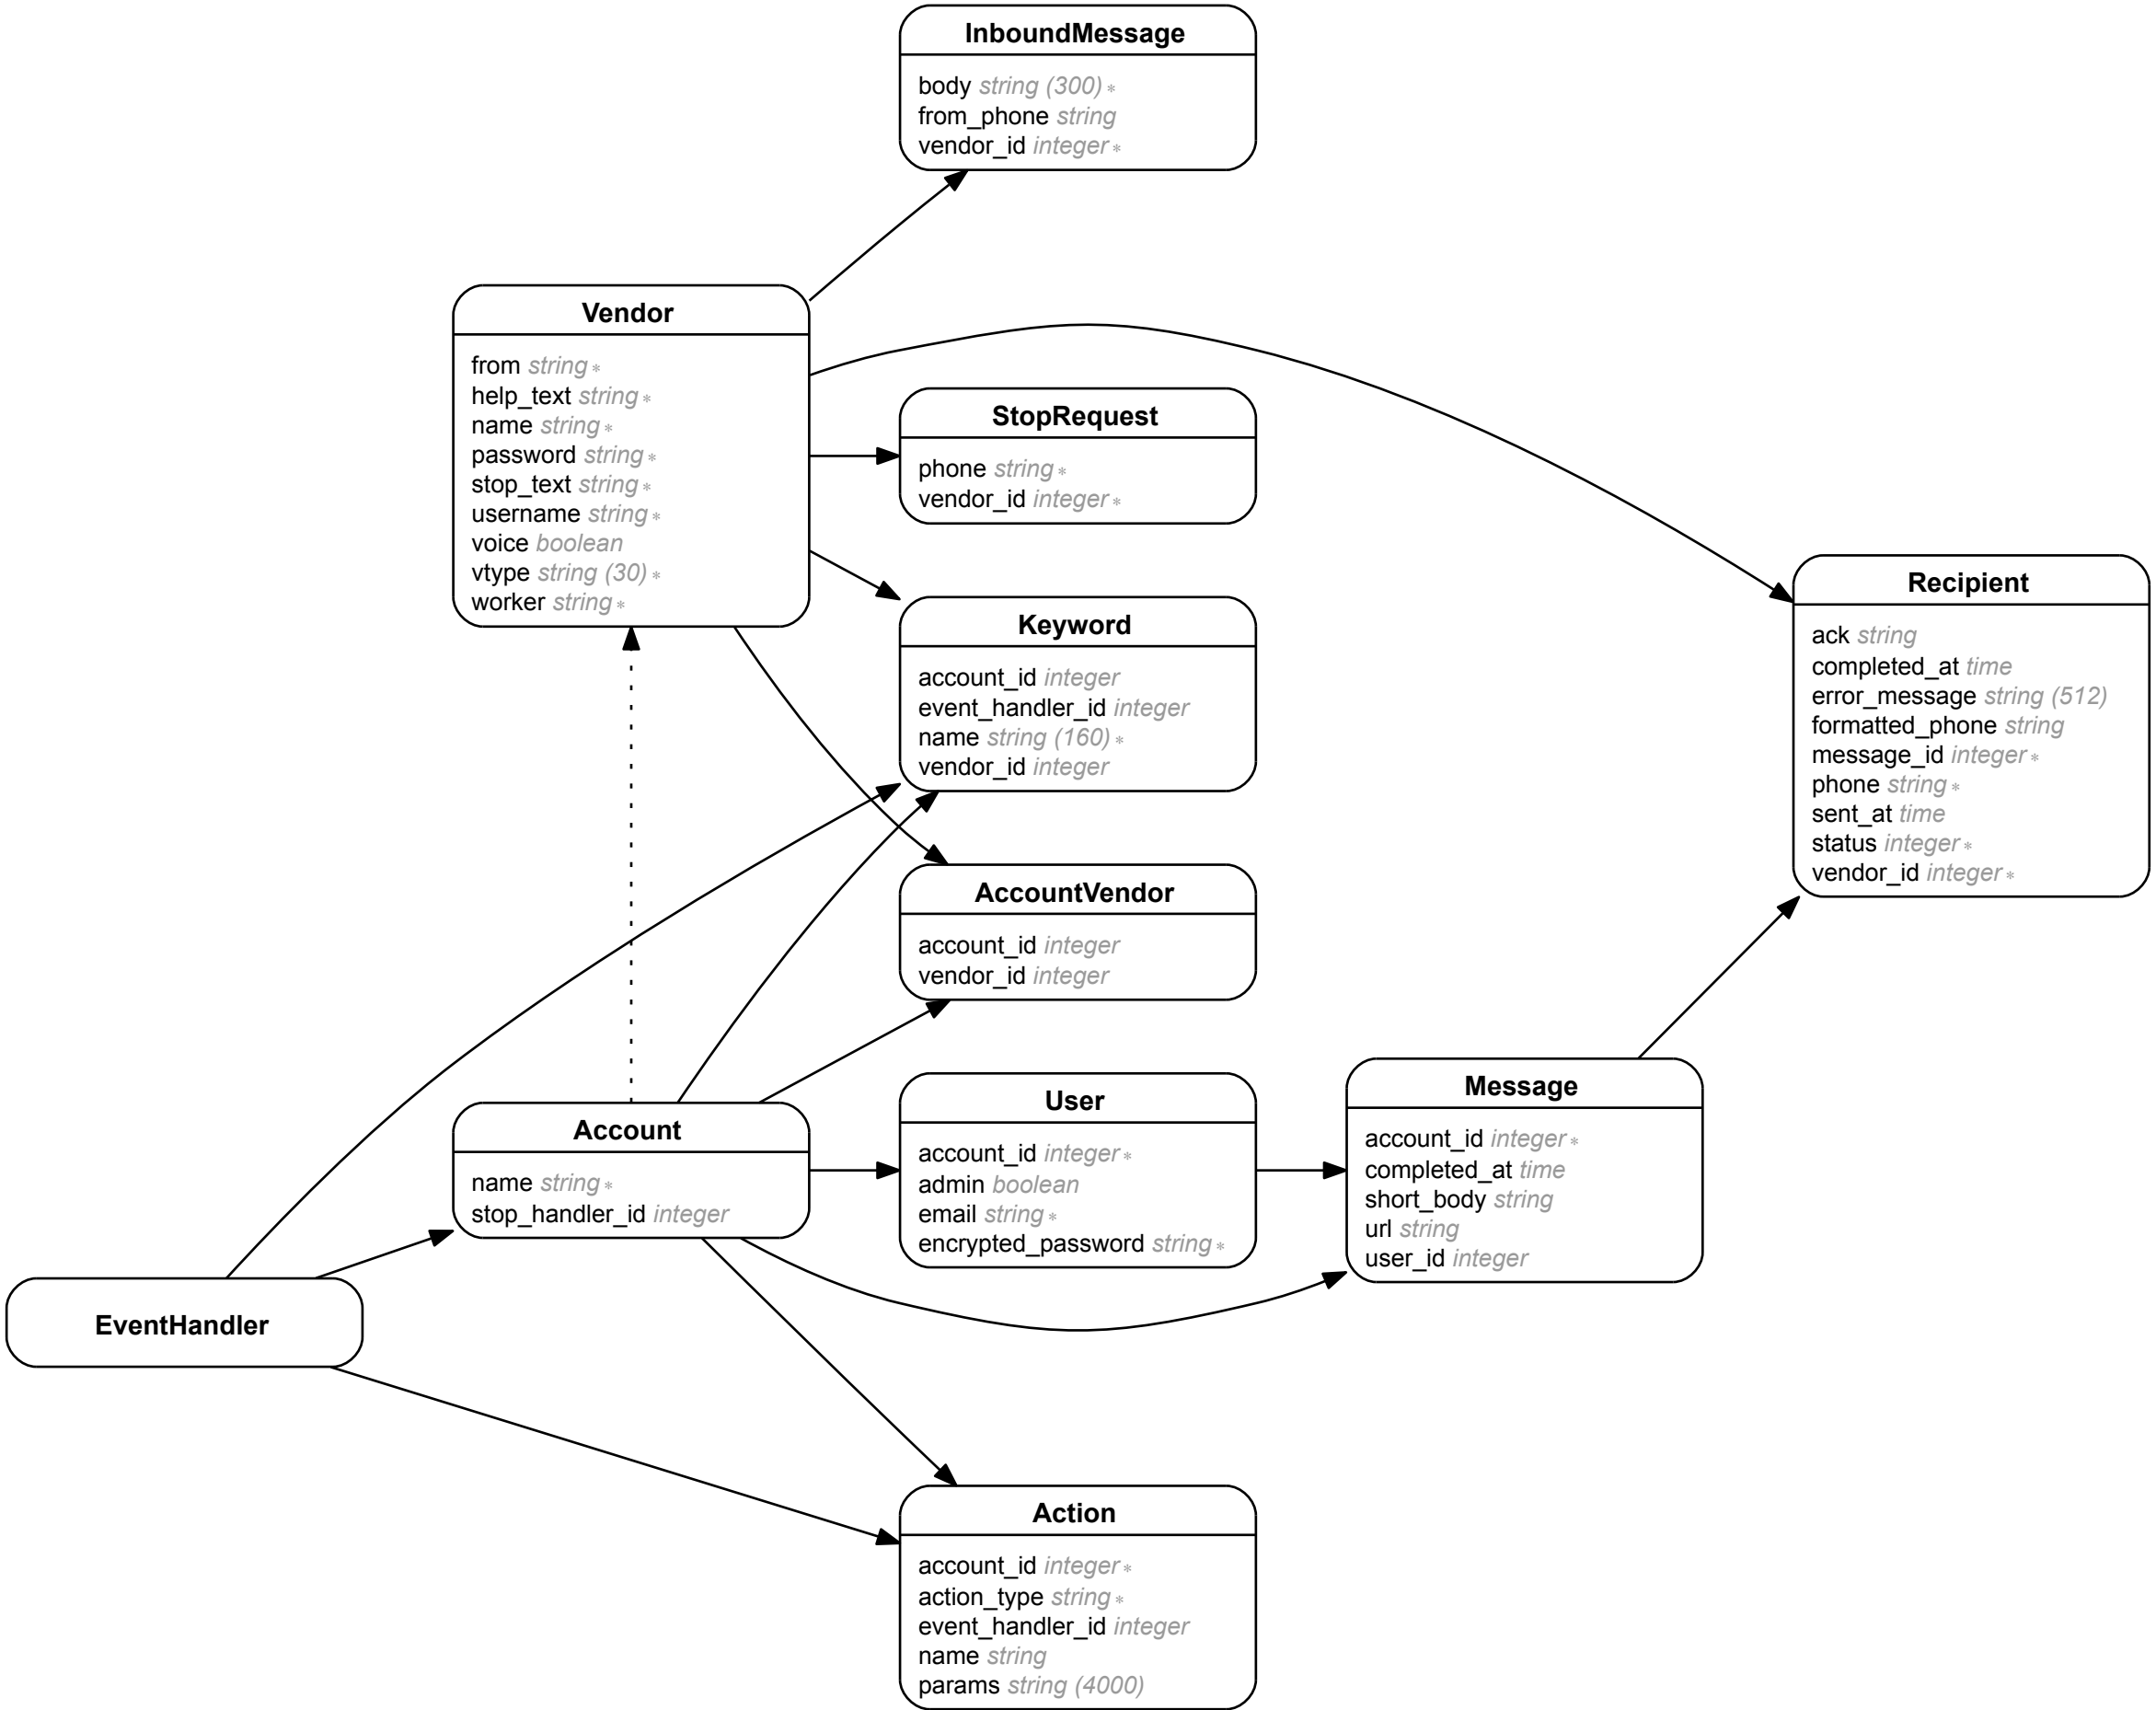 InboundMessage
body string (300) *
from_phone string
vendor_id integer *
Vendor
from string *
help_text string *
name string *
password string *
stop_text string *
username string *
voice boolean
vtype string (30) *
worker string *
StopRequest
phone string *
vendor_id integer *
Keyword
account_id integer
event_handler_id integer
name string (160) *
vendor_id integer
Recipient
ack string
completed_at time
error_message string (512)
formatted_phone string
message_id integer *
phone string *
sent_at time
status integer *
vendor_id integer *
AccountVendor
account_id integer
vendor_id integer
Account
name string *
stop_handler_id integer
User
account_id integer *
admin boolean
email string *
encrypted_password string *
Message
account_id integer *
completed_at time
short_body string
url string
user_id integer
EventHandler
Action
account_id integer *
action_type string *
event_handler_id integer
name string
params string (4000)